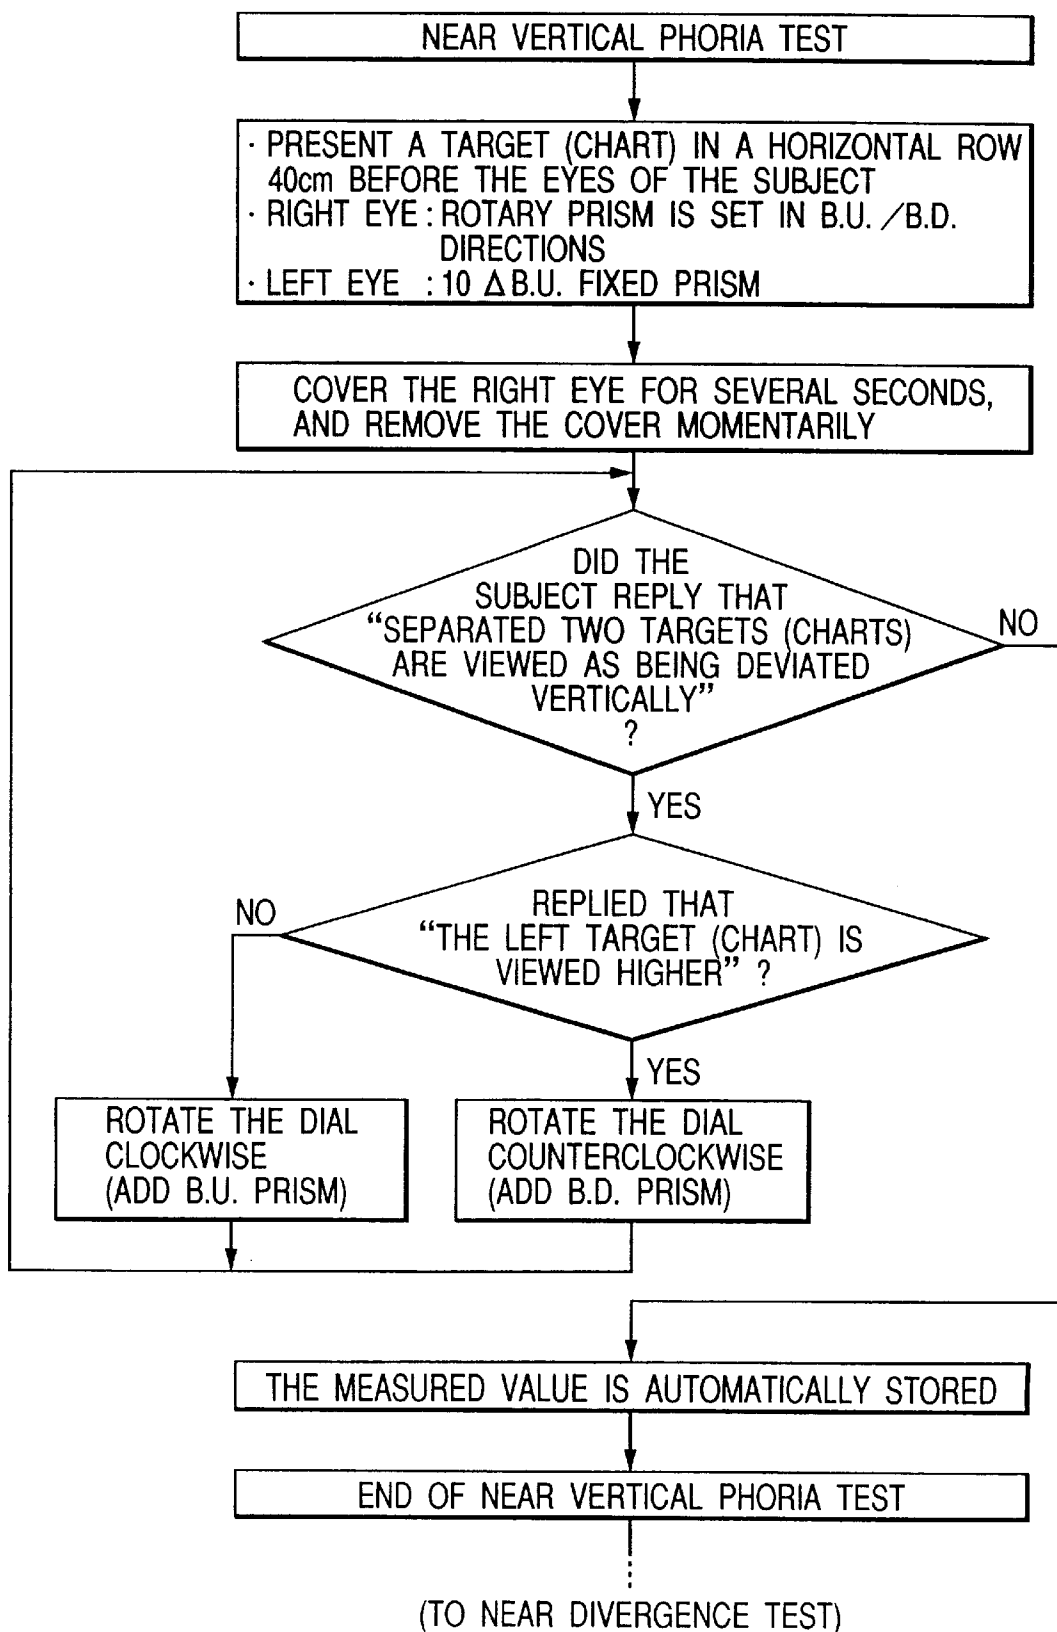 NEAR VERTICAL PHORIA TEST
· PRESENT A TARGET (CHART) IN A HORIZONTAL ROW
40cm BEFORE THE EYES OF THE SUBJECT
· RIGHT EYE : ROTARY PRISM IS SET IN B.U. /B.D.
DIRECTIONS
· LEFT EYE : 10 Δ B.U. FIXED PRISM
COVER THE RIGHT EYE FOR SEVERAL SECONDS,
AND REMOVE THE COVER MOMENTARILY
DID THE
SUBJECT REPLY THAT
“SEPARATED TWO TARGETS (CHARTS)
ARE VIEWED AS BEING DEVIATED
VERTICALLY”
?
NO
YES
REPLIED THAT
“THE LEFT TARGET (CHART) IS
VIEWED HIGHER” ?
NO
YES
ROTATE THE DIAL
CLOCKWISE
(ADD B.U. PRISM)
ROTATE THE DIAL
COUNTERCLOCKWISE
(ADD B.D. PRISM)
THE MEASURED VALUE IS AUTOMATICALLY STORED
END OF NEAR VERTICAL PHORIA TEST
(TO NEAR DIVERGENCE TEST)